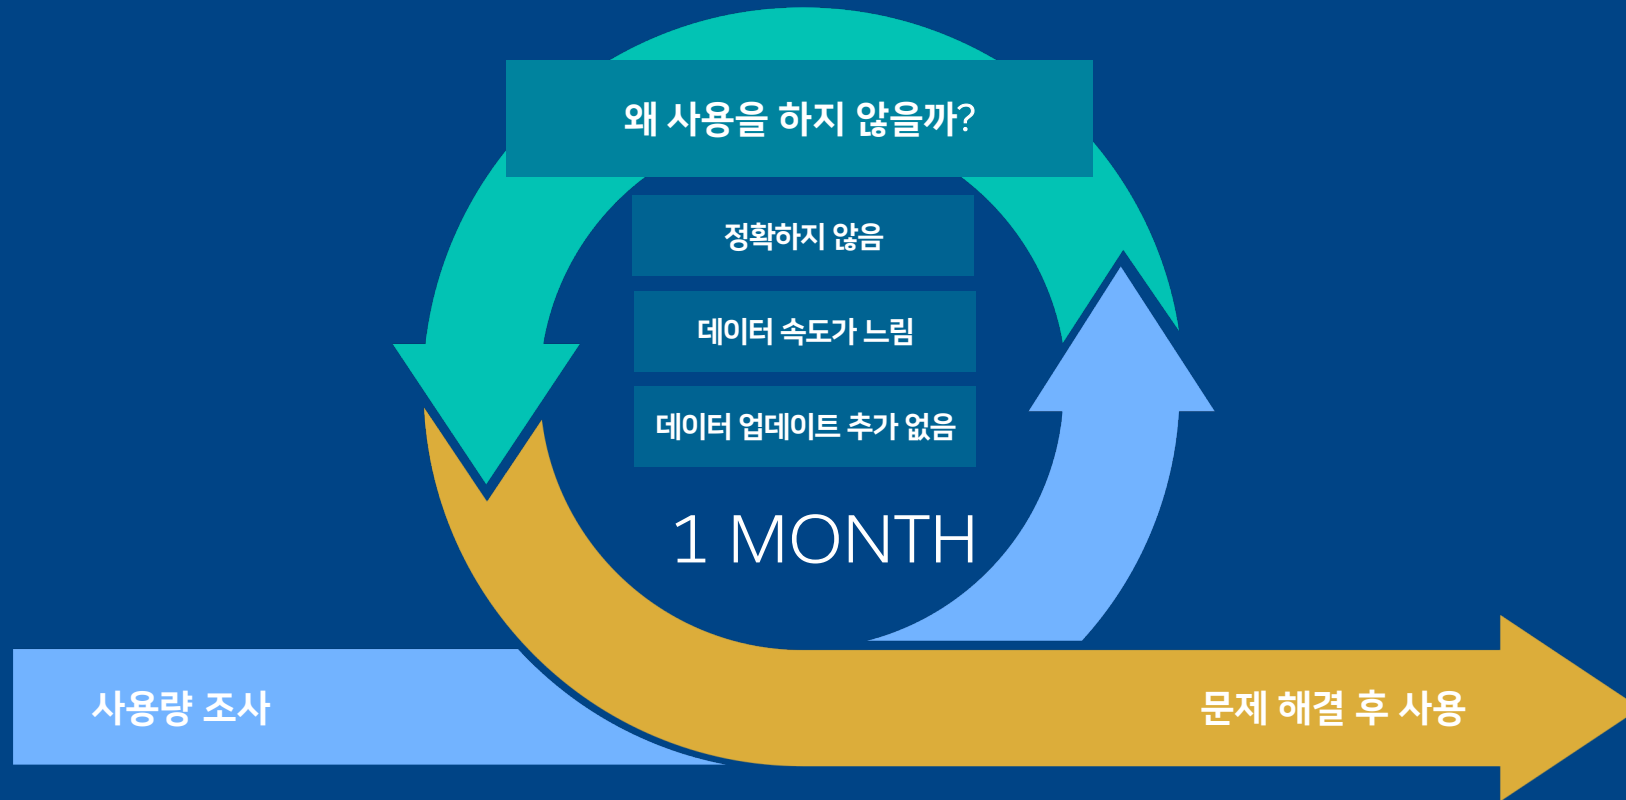 왜 사용을 하지 않을까?
정확하지 않음
데이터 속도가 느림
데이터 업데이트 추가 없음
1 MONTH
사용량 조사
문제 해결 후 사용